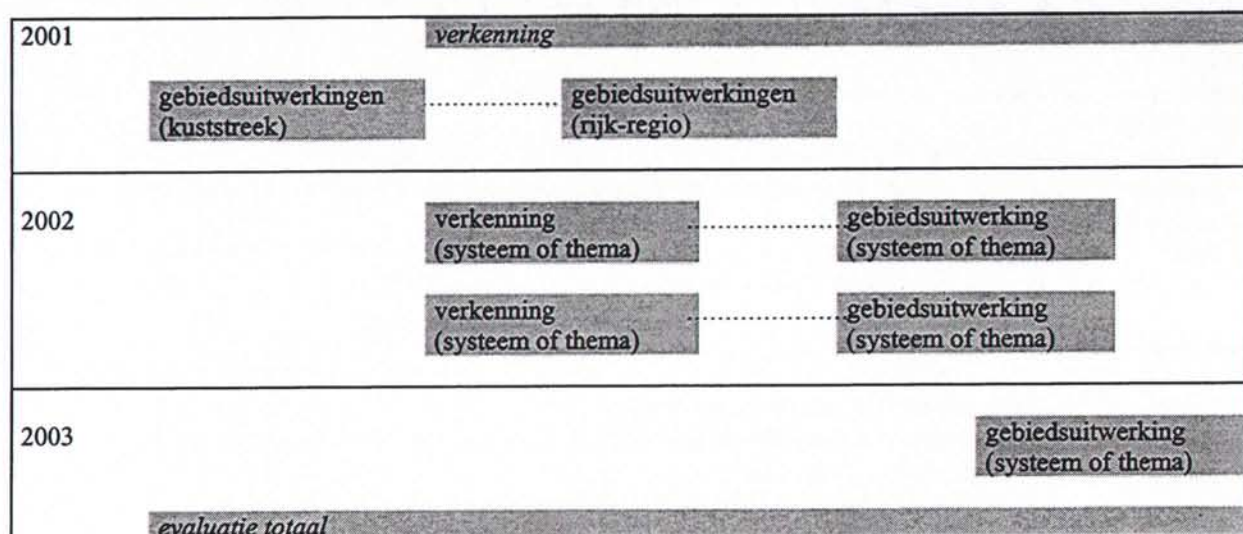 2001
verkenning
gebiedsuitwerkingen
(kuststreek)
gebiedsuitwerkingen
(rijk-regio)
2002
verkenning
(systeem of thema)
gebiedsuitwerking
(systeem of thema)
verkenning
(systeem of thema)
gebiedsuitwerking
(systeem of thema)
2003
gebiedsuitwerking
(systeem of thema)
evaluatie totaal